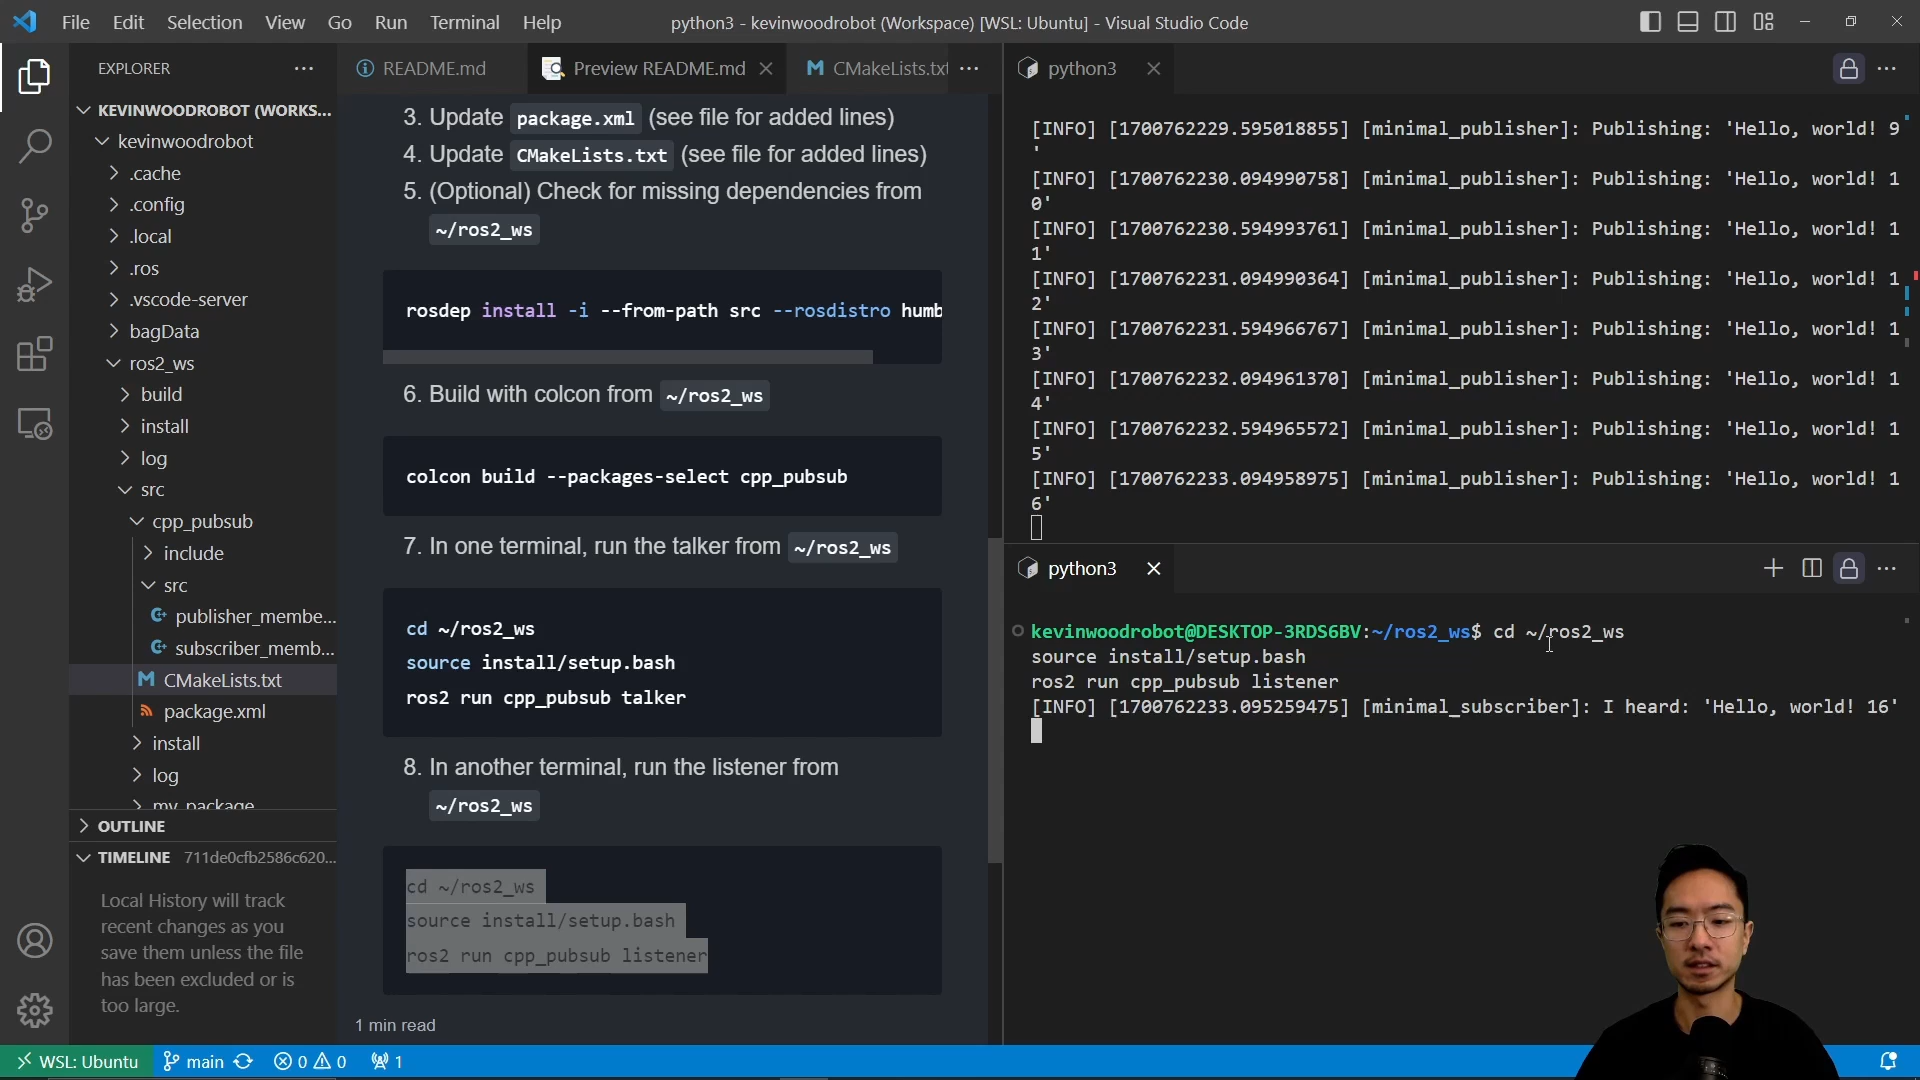 File Edit Selection View Go Run Terminal Help
python3 - kevinwoodrobot (Workspace) [WSL: Ubuntu] - Visual Studio Code
EXPLORER
KEVINWOODROBOT (WORKS...
kevinwoodrobot
.cache
.config
.local
.ros
.vscode-server
bagData
ros2_ws
build
install
log
src
cpp_pubsub
include
src
publisher_membe...
subscriber_memb...
CMakeLists.txt
package.xml
install
log
my_package
OUTLINE
TIMELINE 711de0cfb2586c620...
Local History will track
recent changes as you
save them unless the file
has been excluded or is
too large.
README.md
Preview README.md
CMakeLists.txt
3. Update package.xml (see file for added lines)
4. Update CMakeLists.txt (see file for added lines)
5. (Optional) Check for missing dependencies from
~/ros2_ws
rosdep install -i --from-path src --rosdistro humb
6. Build with colcon from ~/ros2_ws
colcon build --packages-select cpp_pubsub
7. In one terminal, run the talker from ~/ros2_ws
cd ~/ros2_ws
source install/setup.bash
ros2 run cpp_pubsub talker
8. In another terminal, run the listener from
~/ros2_ws
cd ~/ros2_ws
source install/setup.bash
ros2 run cpp_pubsub listener
1 min read
python3
[INFO] [1700762229.595018855] [minimal_publisher]: Publishing: 'Hello, world! 9
'
[INFO] [1700762230.094990758] [minimal_publisher]: Publishing: 'Hello, world! 1
0'
[INFO] [1700762230.594993761] [minimal_publisher]: Publishing: 'Hello, world! 1
1'
[INFO] [1700762231.094990364] [minimal_publisher]: Publishing: 'Hello, world! 1
2'
[INFO] [1700762231.594966767] [minimal_publisher]: Publishing: 'Hello, world! 1
3'
[INFO] [1700762232.094961370] [minimal_publisher]: Publishing: 'Hello, world! 1
4'
[INFO] [1700762232.594965572] [minimal_publisher]: Publishing: 'Hello, world! 1
5'
[INFO] [1700762233.094958975] [minimal_publisher]: Publishing: 'Hello, world! 1
6'
python3
kevinwoodrobot@DESKTOP-3RDS6BV:~/ros2_ws$ cd ~/ros2_ws
source install/setup.bash
ros2 run cpp_pubsub listener
[INFO] [1700762233.095259475] [minimal_subscriber]: I heard: 'Hello, world! 16'
WSL: Ubuntu main 0 0 1